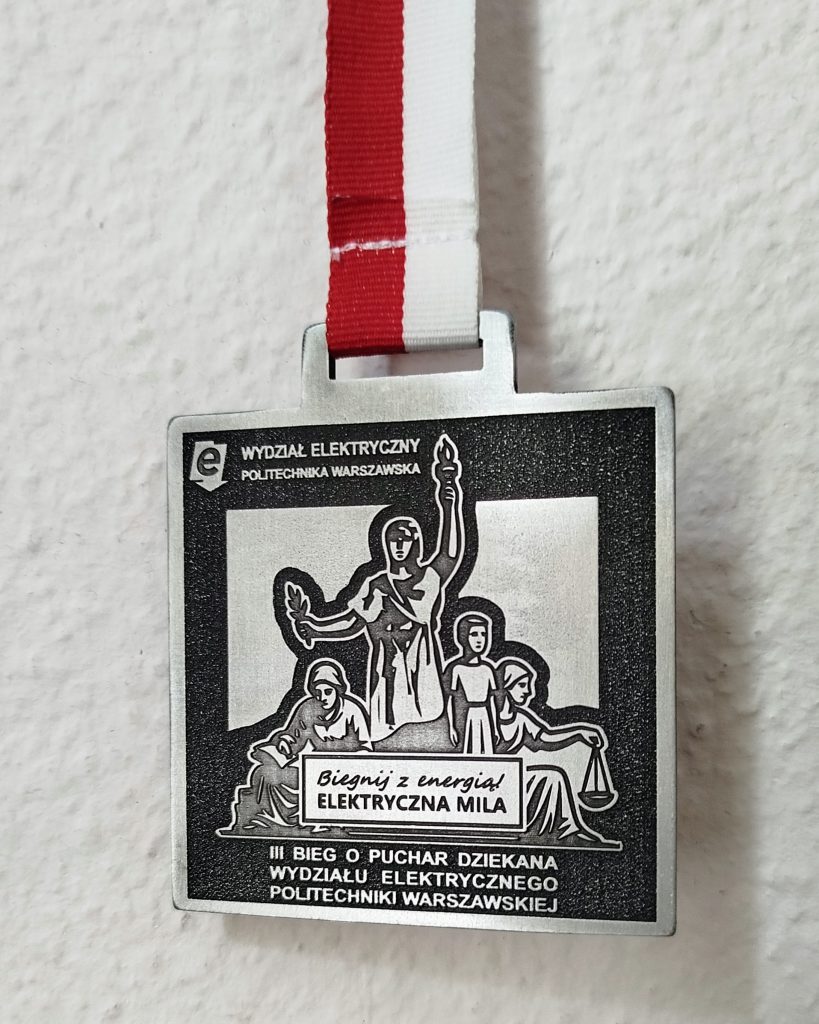 e WYDZIAŁ ELEKTRYCZNY
POLITECHNIKA WARSZAWSKA
Biegnij z energią!
ELEKTRYCZNA MILA
III BIEG O PUCHAR DZIEKANA
WYDZIAŁU ELEKTRYCZNEGO
POLITECHNIKI WARSZAWSKIEJ